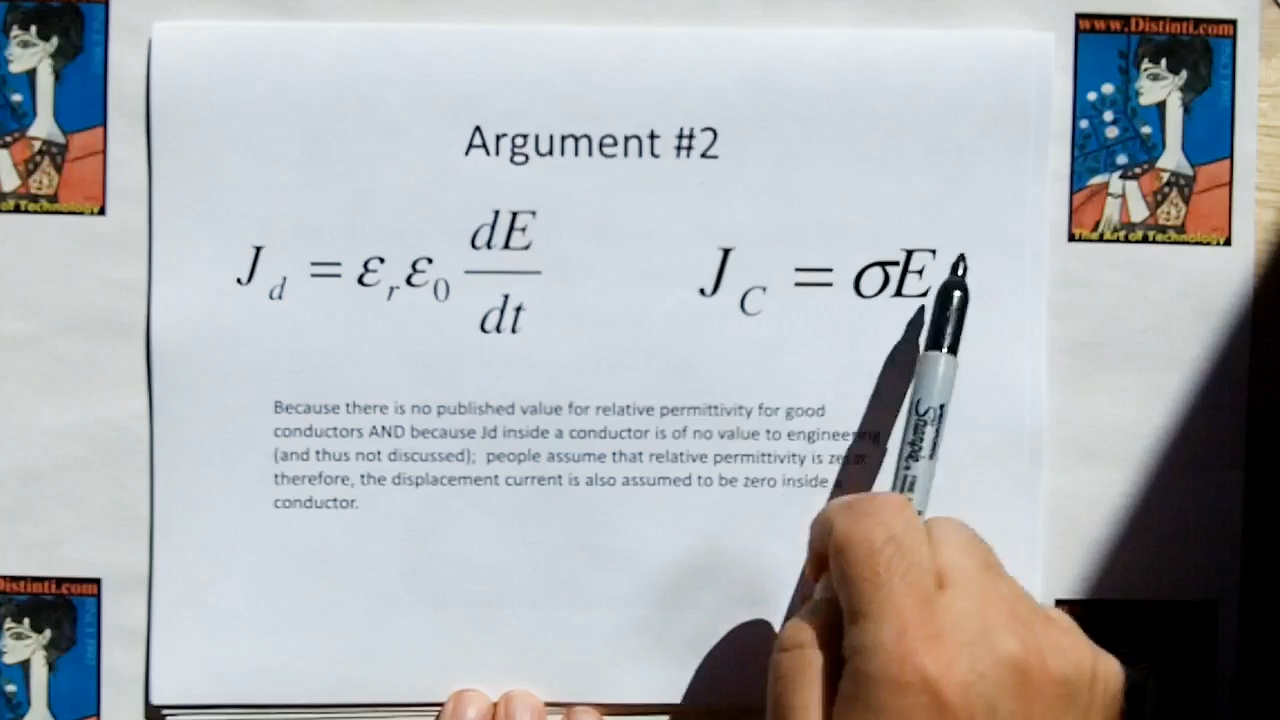 www.Distinti.com
of Technology
Argument #2
J_d = ε_r ε_0 dE/dt
J_C = σE
The Art of Technology
Because there is no published value for relative permittivity for good
conductors AND because Jd inside a conductor is of no value to engineering
(and thus not discussed); people assume that relative permittivity is
therefore, the displacement current is also assumed to be zero inside
conductor.
Distinti.com
Sharpie